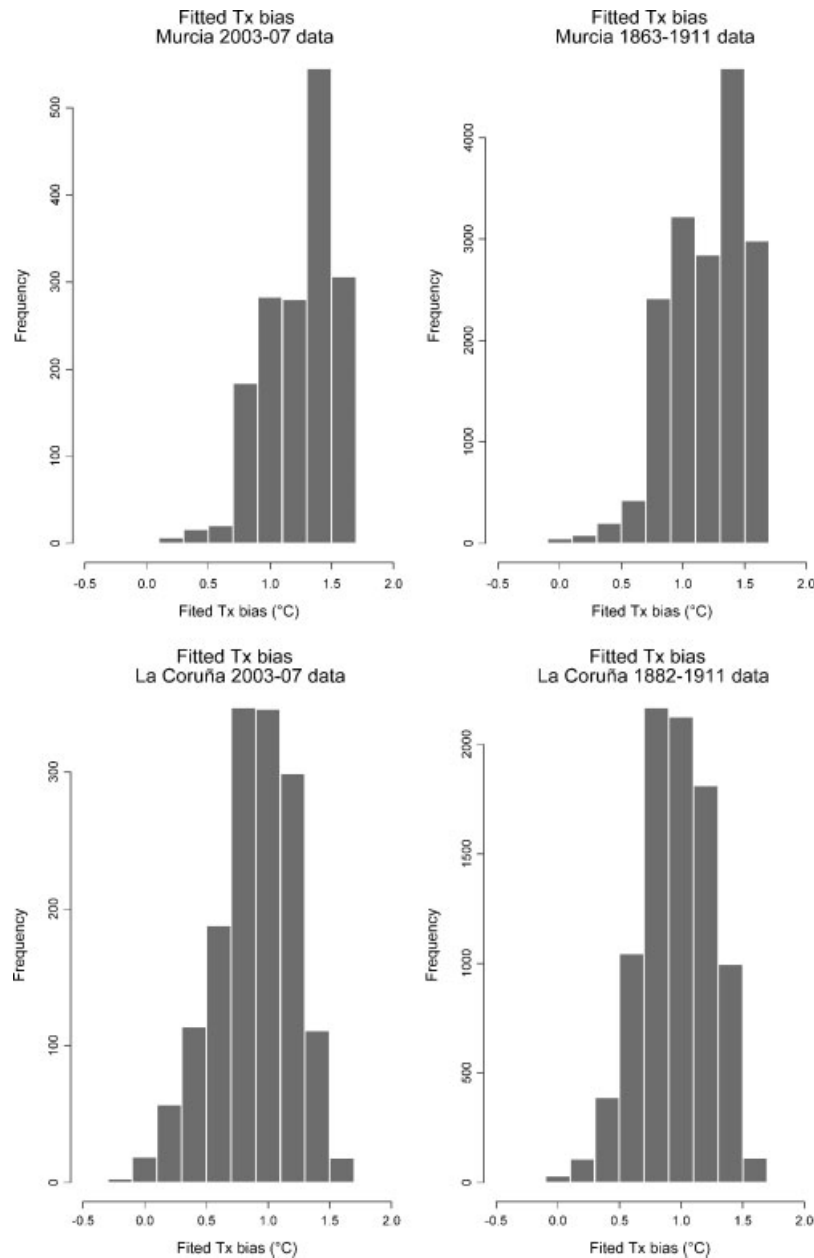 Fitted Tx bias
Murcia 2003-07 data
Frequency
500
400
300
200
100
0
-0.5 0.0 0.5 1.0 1.5 2.0
Fited Tx bias (°C)
Fitted Tx bias
Murcia 1863-1911 data
Frequency
4000
3000
2000
1000
0
-0.5 0.0 0.5 1.0 1.5 2.0
Fited Tx bias (°C)
Fitted Tx bias
La Coruña 2003-07 data
Frequency
300
200
100
0
-0.5 0.0 0.5 1.0 1.5 2.0
Fited Tx bias (°C)
Fitted Tx bias
La Coruña 1882-1911 data
Frequency
2000
1500
1000
500
0
-0.5 0.0 0.5 1.0 1.5 2.0
Fited Tx bias (°C)